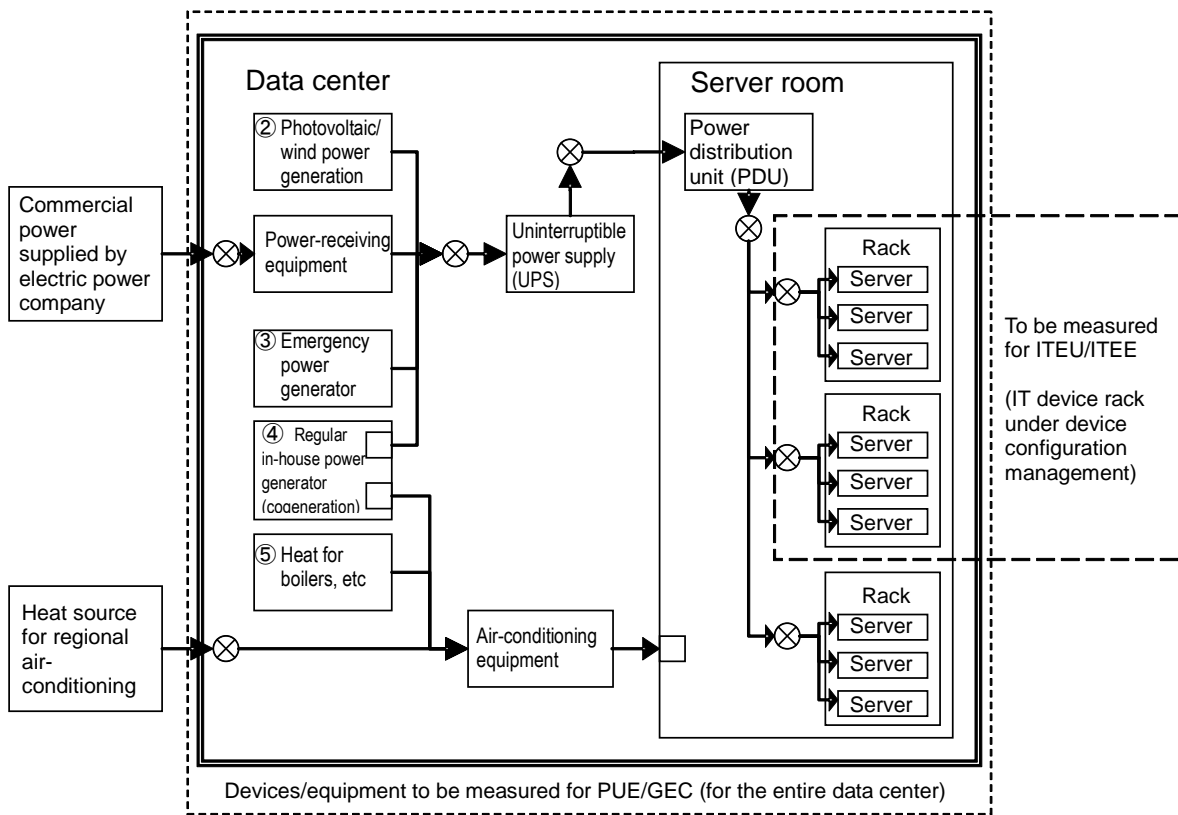 Data center
Server room
② Photovoltaic/
wind power
generation
Power
distribution
unit (PDU)
Commercial
power
supplied by
electric power
company
Power-receiving
equipment
Uninterruptible
power supply
(UPS)
Rack
Server
Server
Server
③ Emergency
power
generator
To be measured
for ITEU/ITEE
(IT device rack
under device
configuration
management)
④ Regular
in-house power
generator
(cogeneration)
Rack
Server
Server
Server
⑤ Heat for
boilers, etc
Heat source
for regional
air-
conditioning
Air-conditioning
equipment
Rack
Server
Server
Server
Devices/equipment to be measured for PUE/GEC (for the entire data center)